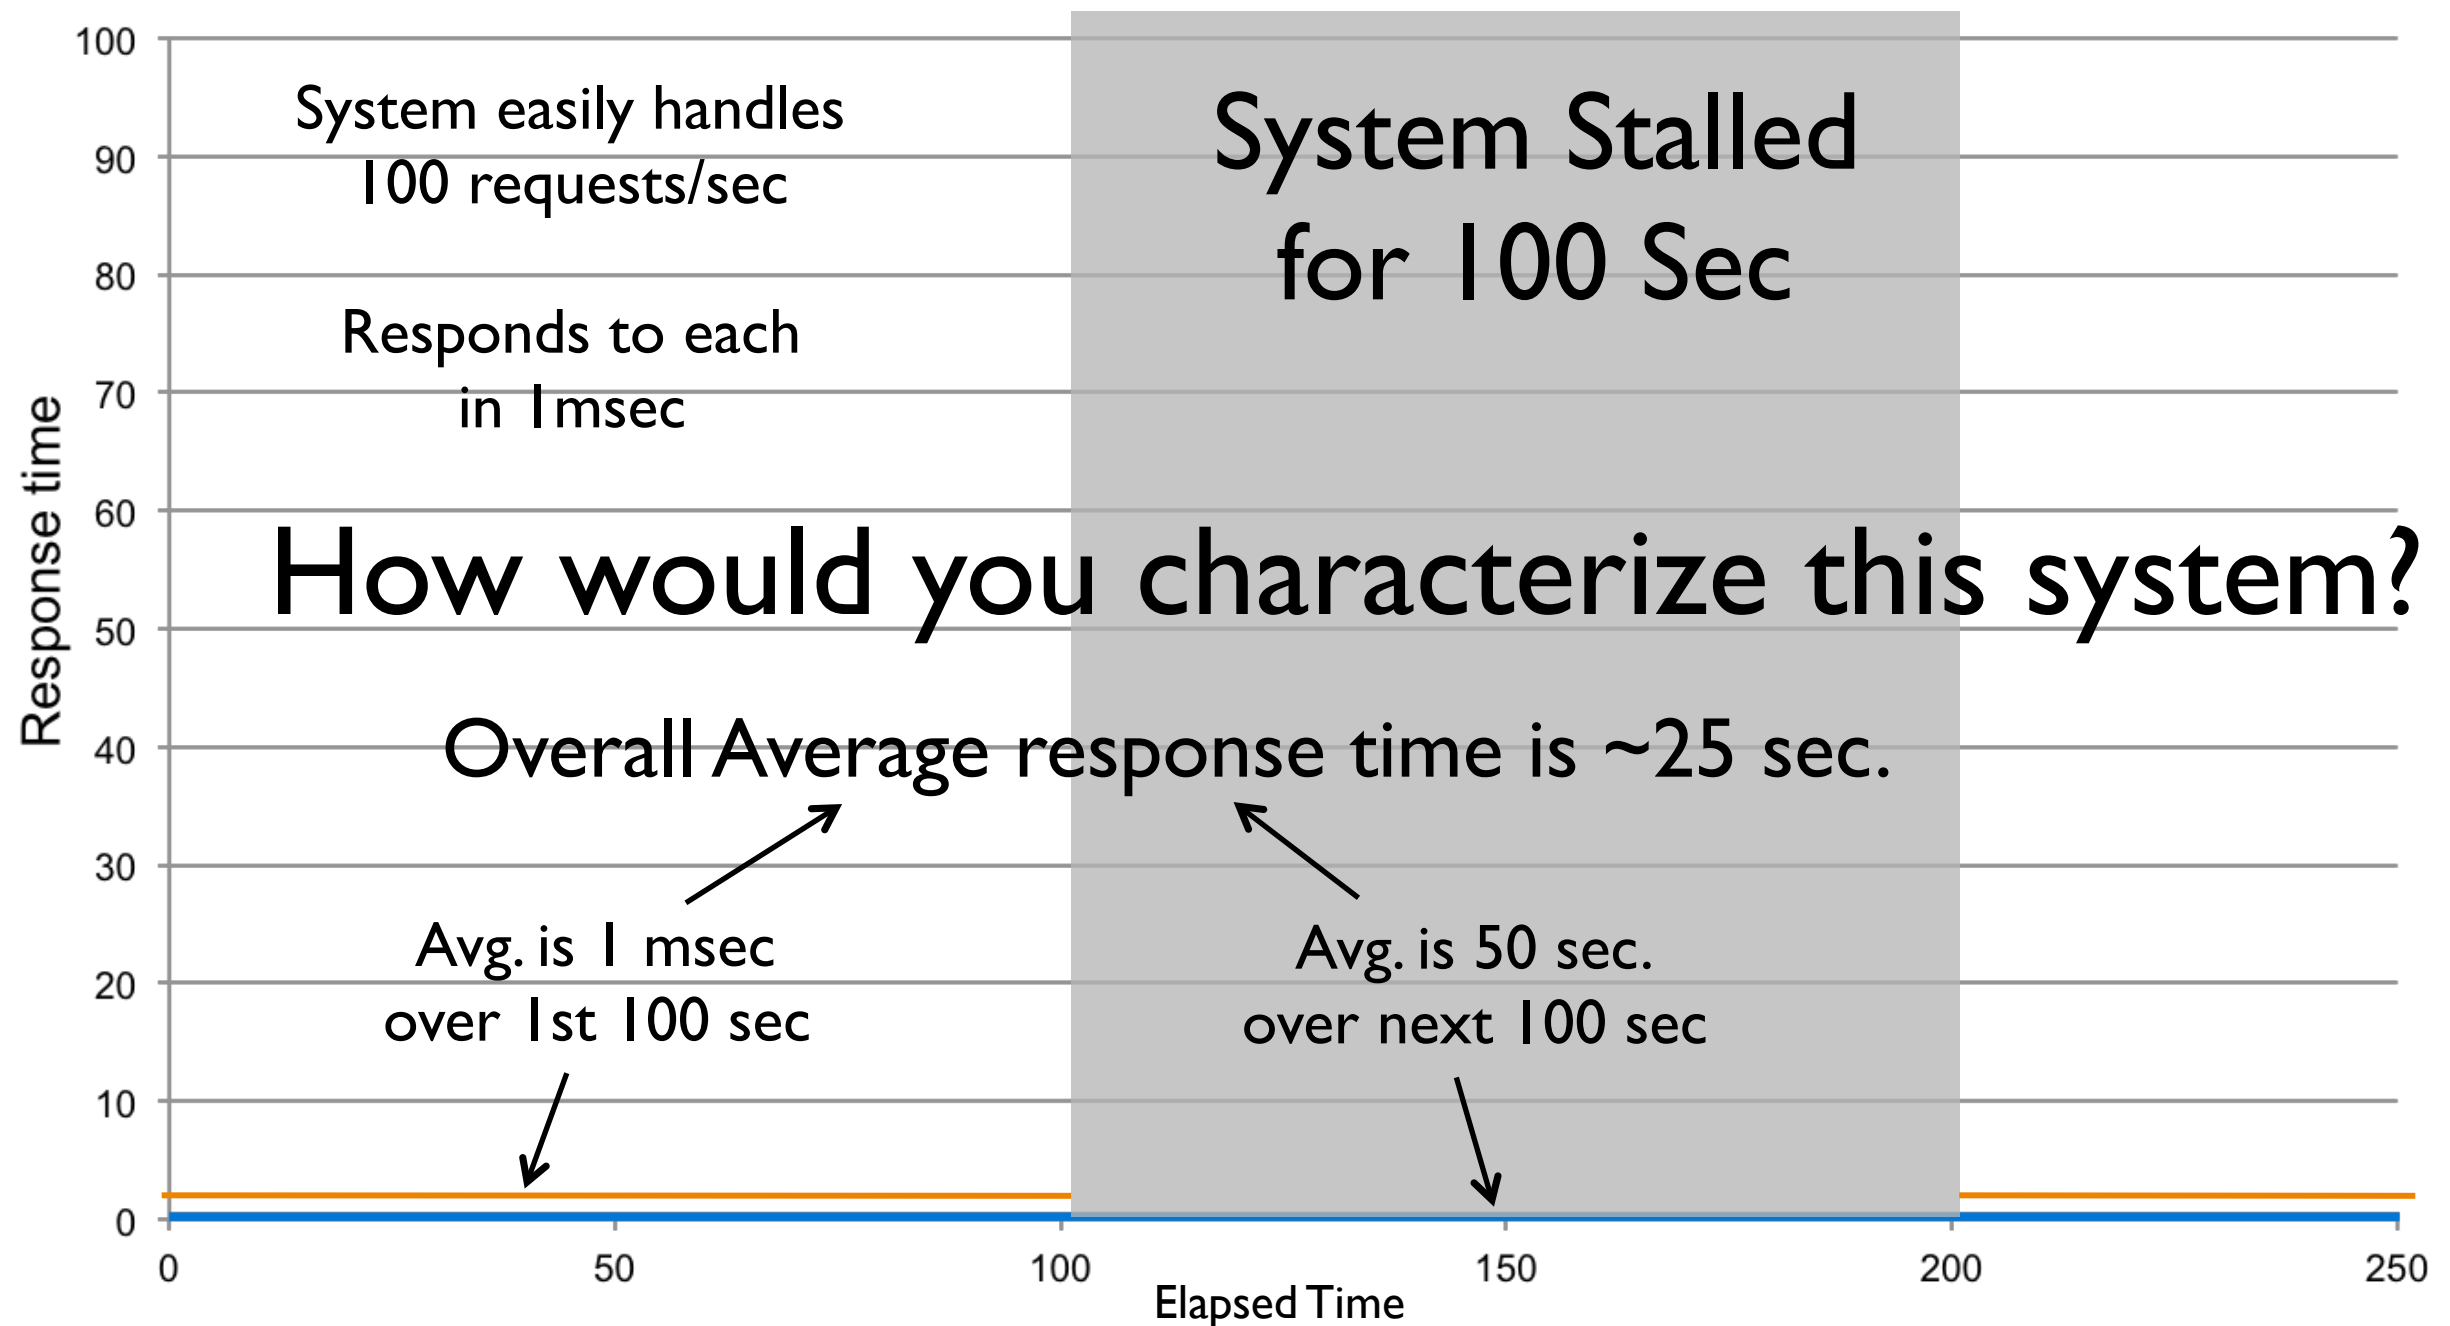 100
90
80
70
60
50
40
30
20
10
0
Response time
System easily handles
100 requests/sec
Responds to each
in 1msec
System Stalled
for 100 Sec
How would you characterize this system?
Overall Average response time is ~25 sec.
Avg. is 1 msec
over 1st 100 sec
Avg. is 50 sec.
over next 100 sec
0
50
100
150
200
250
Elapsed Time